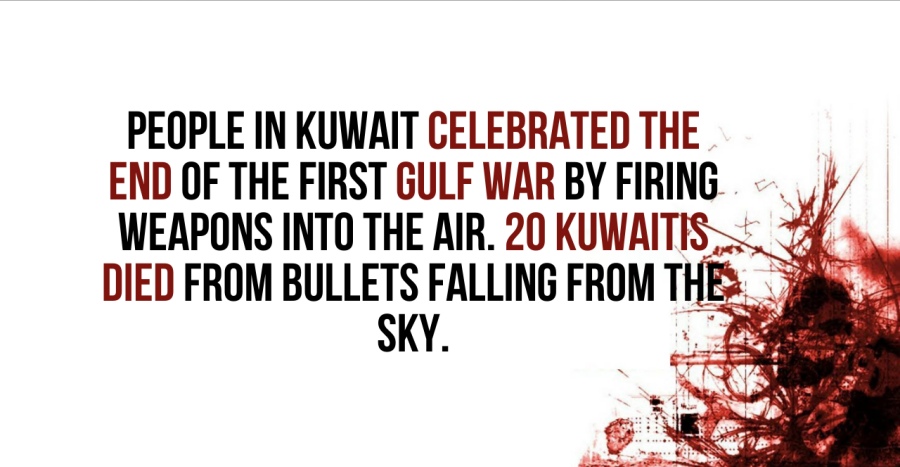 PEOPLE IN KUWAIT CELEBRATED THE
END OF THE FIRST GULF WAR BY FIRING
WEAPONS INTO THE AIR. 20 KUWAITIS
DIED FROM BULLETS FALLING FROM THE
SKY.